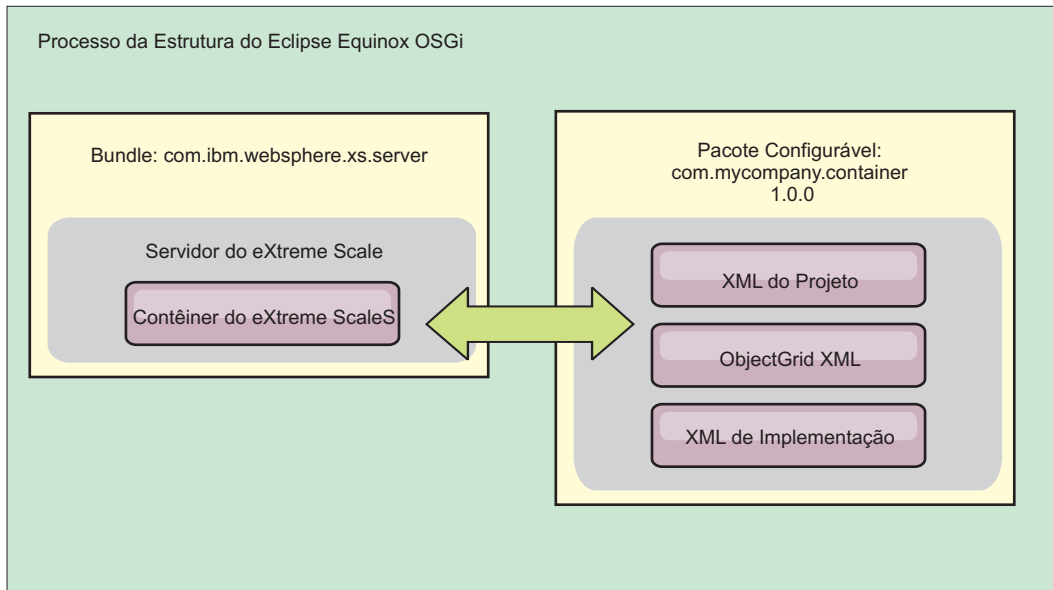 Processo da Estrutura do Eclipse Equinox OSGi
Bundle: com.ibm.websphere.xs.server
Servidor do eXtreme Scale
Contêiner do eXtreme ScaleS
Pacote Configurável:
com.mycompany.container
1.0.0
XML do Projeto
ObjectGrid XML
XML de Implementação